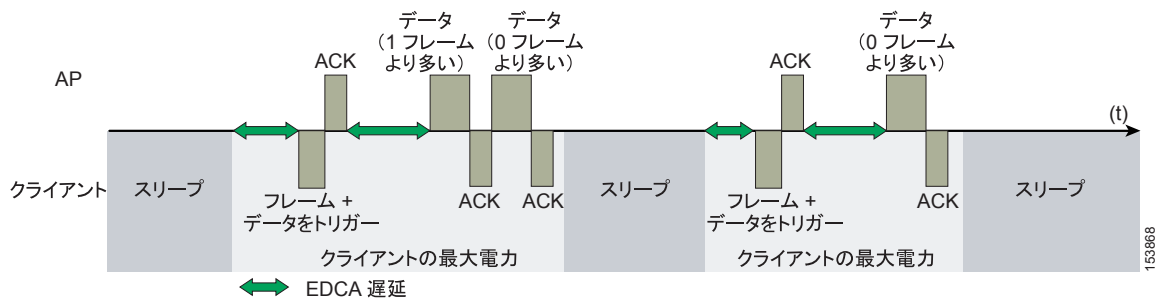 データ
（1 フレーム
より多い）
データ
（0 フレーム
より多い）
データ
（0 フレーム
より多い）
ACK
ACK
AP
(t)
クライアント
スリープ
フレーム +
データをトリガー
ACK
ACK
スリープ
フレーム +
データをトリガー
ACK
スリープ
クライアントの最大電力
クライアントの最大電力
EDCA 遅延
153868